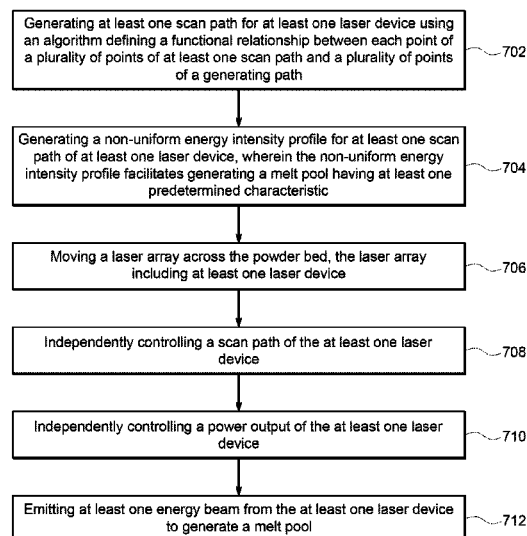 Generating at least one scan path for at least one laser device using
an algorithm defining a functional relationship between each point of
a plurality of points of at least one scan path and a plurality of points
of a generating path
702
Generating a non-uniform energy intensity profile for at least one scan
path of at least one laser device, wherein the non-uniform energy
intensity profile facilitates generating a melt pool having at least one
predetermined characteristic
704
Moving a laser array across the powder bed, the laser array
including at least one laser device
706
Independently controlling a scan path of the at least one laser
device
708
Independently controlling a power output of the at least one laser
device
710
Emitting at least one energy beam from the at least one laser device
to generate a melt pool
712